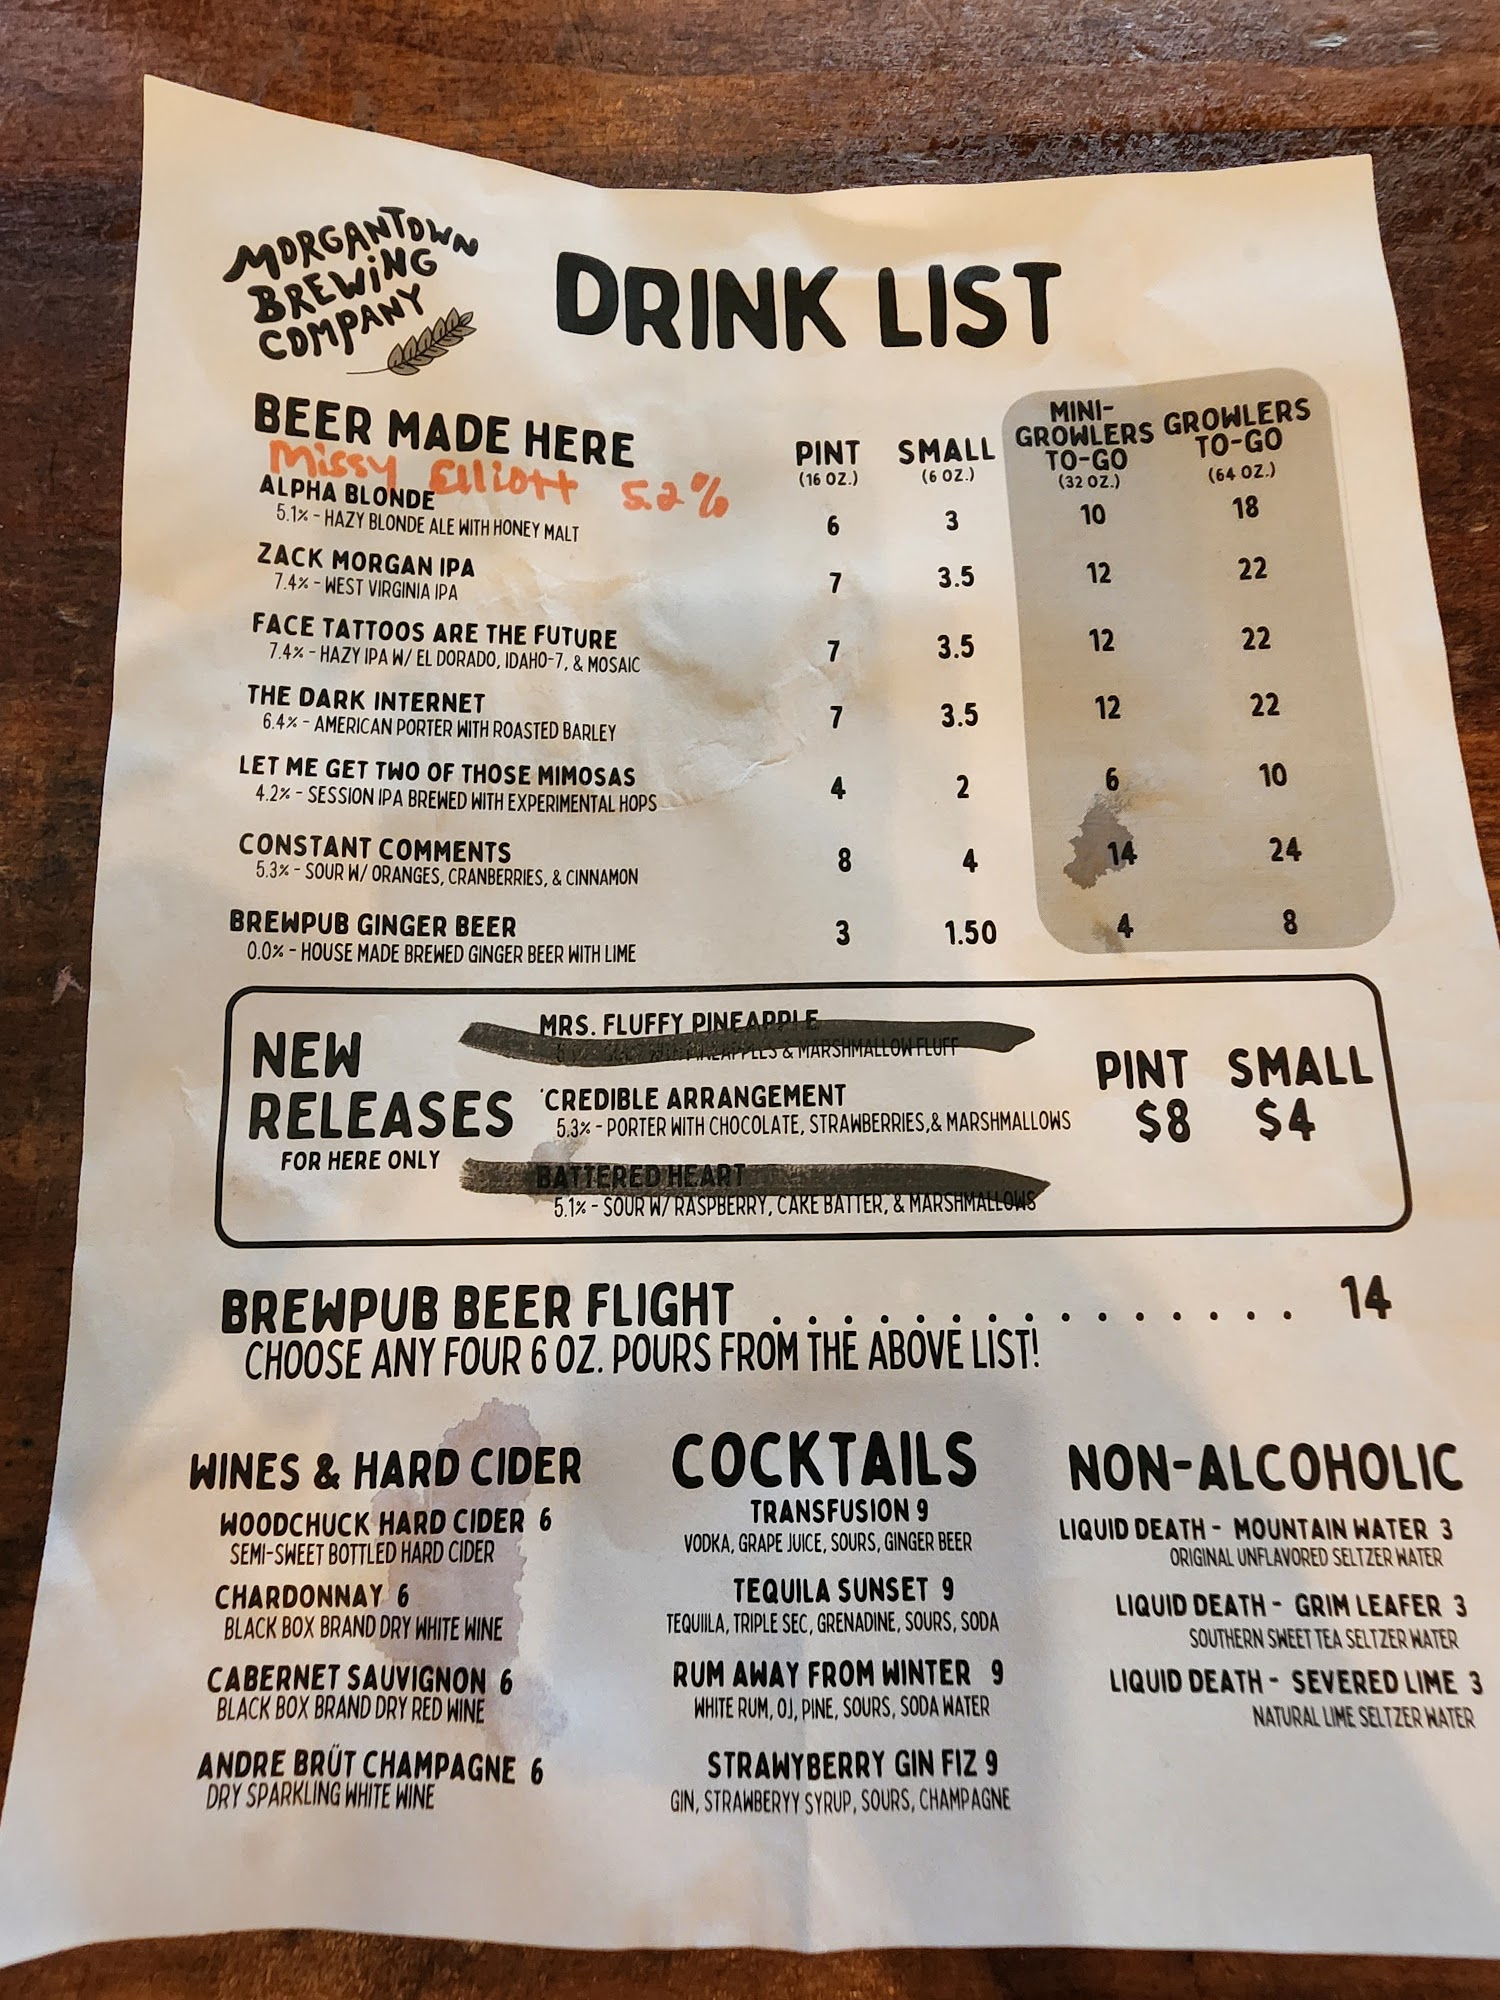 MORGANTOWN
BREWING
COMPANY
DRINK LIST
BEER MADE HERE
PINT
(16 OZ.)
SMALL
(6 OZ.)
MINI-
GROWLERS
TO-GO
(32 OZ.)
GROWLERS
TO-GO
(64 OZ.)
Missy Elliott 5.2%
ALPHA BLONDE
5.1% - HAZY BLONDE ALE WITH HONEY MALT
6 3 10 18
ZACK MORGAN IPA
7.4% - WEST VIRGINIA IPA
7 3.5 12 22
FACE TATTOOS ARE THE FUTURE
7.4% - HAZY IPA W/ EL DORADO, IDAHO-7, & MOSAIC
7 3.5 12 22
THE DARK INTERNET
6.4% - AMERICAN PORTER WITH ROASTED BARLEY
7 3.5 12 22
LET ME GET TWO OF THOSE MIMOSAS
4.2% - SESSION IPA BREWED WITH EXPERIMENTAL HOPS
4 2 6 10
CONSTANT COMMENTS
5.3% - SOUR W/ ORANGES, CRANBERRIES, & CINNAMON
8 4 14 24
BREWPUB GINGER BEER
0.0% - HOUSE MADE BREWED GINGER BEER WITH LIME
3 1.50 4 8
NEW
RELEASES
FOR HERE ONLY
MRS. FLUFFY PINEAPPLE
PINEAPPLES & MARSHMALLOW FLUFF
'CREDIBLE ARRANGEMENT
5.3% - PORTER WITH CHOCOLATE, STRAWBERRIES,& MARSHMALLOWS
BATTERED HEART
5.1% - SOUR W/ RASPBERRY, CAKE BATTER, & MARSHMALLOWS
PINT SMALL
$8 $4
BREWPUB BEER FLIGHT . . . . . . . . . . . . . . . . 14
CHOOSE ANY FOUR 6 OZ. POURS FROM THE ABOVE LIST!
WINES & HARD CIDER
WOODCHUCK HARD CIDER 6
SEMI-SWEET BOTTLED HARD CIDER
CHARDONNAY 6
BLACK BOX BRAND DRY WHITE WINE
CABERNET SAUVIGNON 6
BLACK BOX BRAND DRY RED WINE
ANDRE BRÜT CHAMPAGNE 6
DRY SPARKLING WHITE WINE
COCKTAILS
TRANSFUSION 9
VODKA, GRAPE JUICE, SOURS, GINGER BEER
TEQUILA SUNSET 9
TEQUIILA, TRIPLE SEC, GRENADINE, SOURS, SODA
RUM AWAY FROM WINTER 9
WHITE RUM, OJ, PINE, SOURS, SODA WATER
STRAWYBERRY GIN FIZ 9
GIN, STRAWBERYY SYRUP, SOURS, CHAMPAGNE
NON-ALCOHOLIC
LIQUID DEATH - MOUNTAIN WATER 3
ORIGINAL UNFLAVORED SELTZER WATER
LIQUID DEATH - GRIM LEAFER 3
SOUTHERN SWEET TEA SELTZER WATER
LIQUID DEATH - SEVERED LIME 3
NATURAL LIME SELTZER WATER